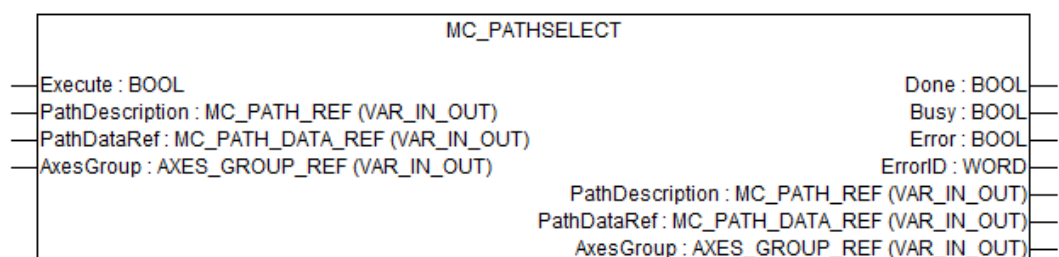 MC_PATHSELECT
Execute : BOOL
Done : BOOL
PathDescription : MC_PATH_REF (VAR_IN_OUT)
Busy : BOOL
PathDataRef : MC_PATH_DATA_REF (VAR_IN_OUT)
Error : BOOL
AxesGroup : AXES_GROUP_REF (VAR_IN_OUT)
ErrorID : WORD
PathDescription : MC_PATH_REF (VAR_IN_OUT)
PathDataRef : MC_PATH_DATA_REF (VAR_IN_OUT)
AxesGroup : AXES_GROUP_REF (VAR_IN_OUT)